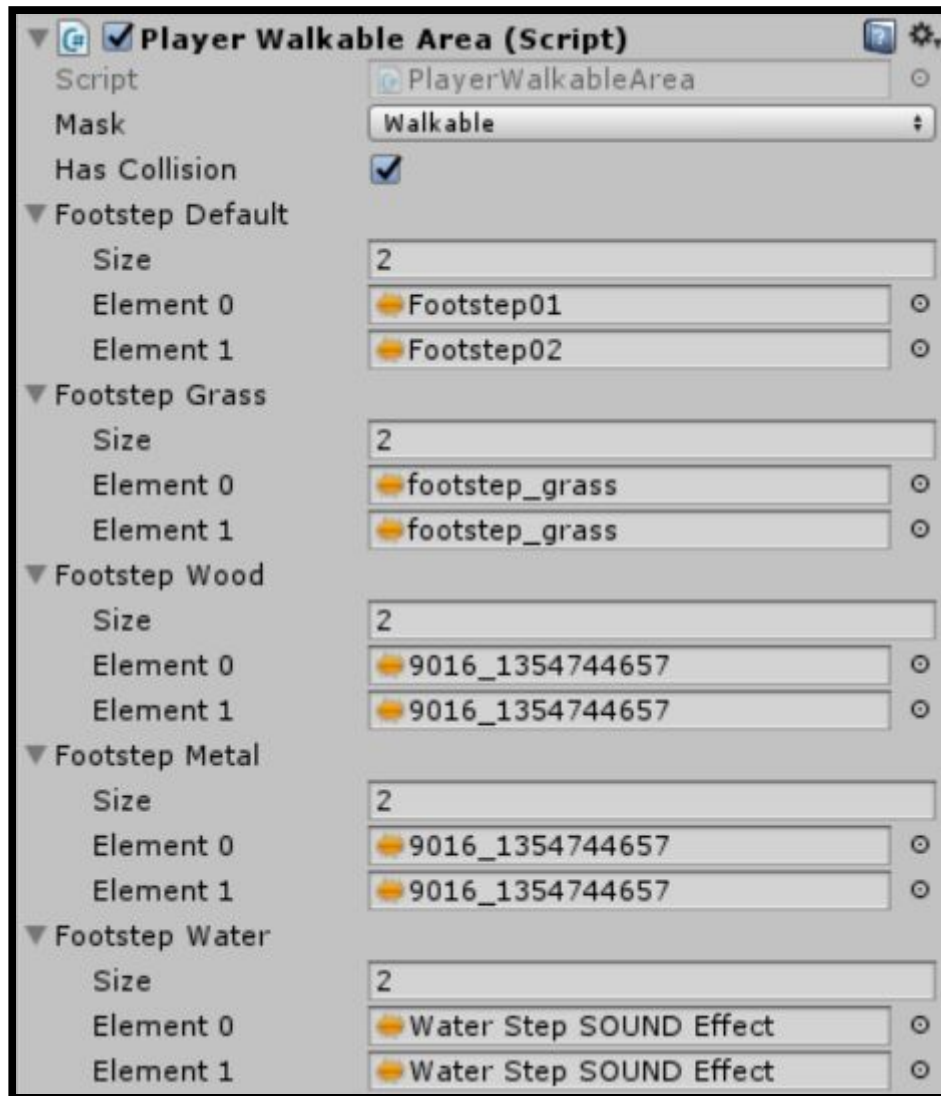 Player Walkable Area (Script)
Script PlayerWalkableArea
Mask Walkable
Has Collision
Footstep Default
Size 2
Element 0 Footstep01
Element 1 Footstep02
Footstep Grass
Size 2
Element 0 footstep_grass
Element 1 footstep_grass
Footstep Wood
Size 2
Element 0 9016_1354744657
Element 1 9016_1354744657
Footstep Metal
Size 2
Element 0 9016_1354744657
Element 1 9016_1354744657
Footstep Water
Size 2
Element 0 Water Step SOUND Effect
Element 1 Water Step SOUND Effect